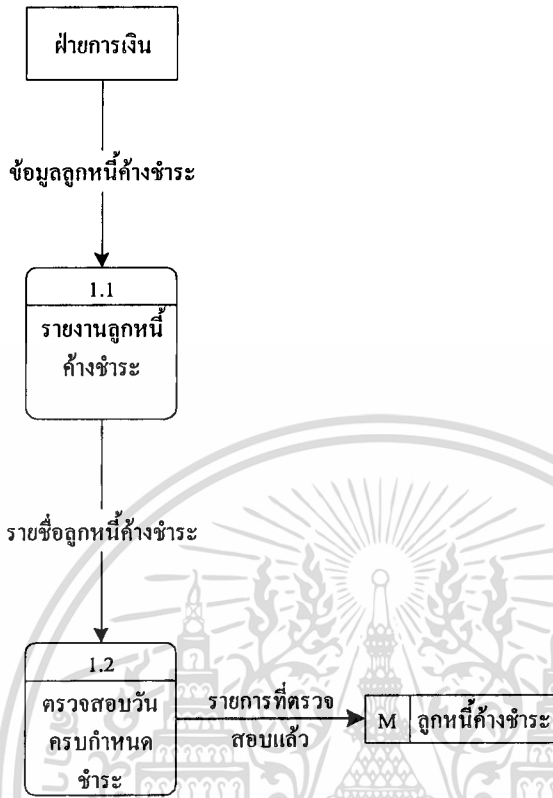 ฝ่ายการเงิน
ข้อมูลลูกหนี้ค้างชำระ
1.1
รายงานลูกหนี้
ค้างชำระ
รายชื่อลูกหนี้ค้างชำระ
1.2
ตรวจสอบวัน
ครบกำหนด
ชำระ
รายการที่ตรวจ
สอบแล้ว
M ลูกหนี้ค้างชำระ